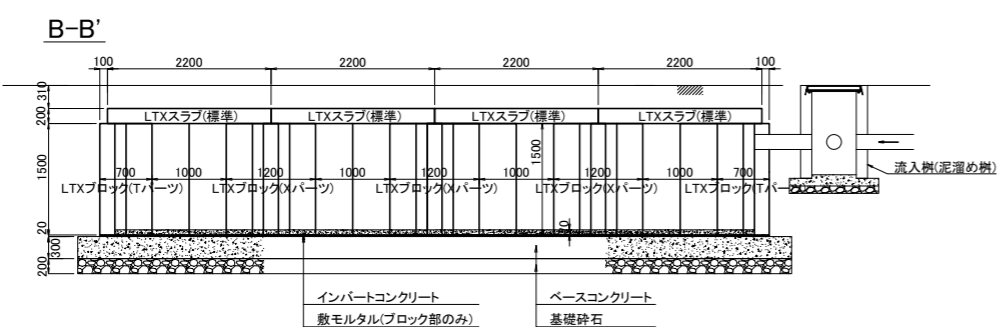 B-B'
100 2200 2200 2200 2200 100
310
200
LTXスラブ(標準) LTXスラブ(標準) LTXスラブ(標準) LTXスラブ(標準)
1500
1500
700 1000 1200 1000 1200 1000 1200 1000 700
LTXブロック(Tパーツ) LTXブロック(Xパーツ) LTXブロック(Xパーツ) LTXブロック(Xパーツ) LTXブロック(Tパー
流入桝(泥溜め桝)
20
300
200
インバートコンクリート
敷モルタル(ブロック部のみ)
ベースコンクリート
基礎砕石